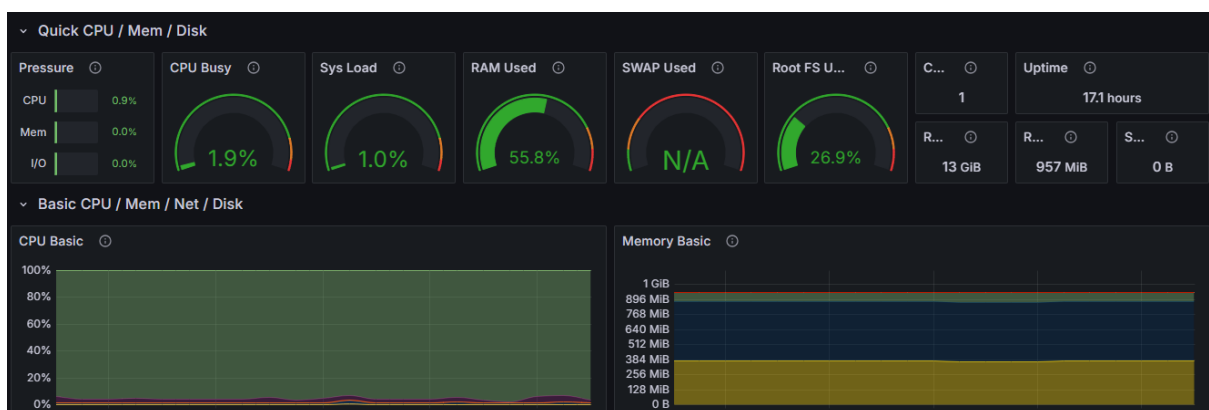 Quick CPU / Mem / Disk
Pressure
CPU 0.9%
Mem 0.0%
I/O 0.0%
CPU Busy
1.9%
Sys Load
1.0%
RAM Used
55.8%
SWAP Used
N/A
Root FS U...
26.9%
C...
1
Uptime
17.1 hours
R...
13 GiB
R...
957 MiB
S...
0 B
Basic CPU / Mem / Net / Disk
CPU Basic
100%
80%
60%
40%
20%
0%
Memory Basic
1 GiB
896 MiB
768 MiB
640 MiB
512 MiB
384 MiB
256 MiB
128 MiB
0 B